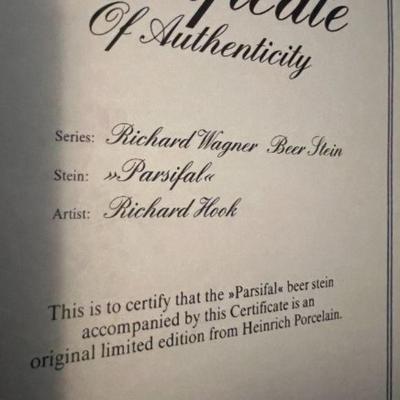 Certificate
Of Authenticity
Series: Richard Wagner Beer Stein
Stein: »Parsifal«
Artist: Richard Hook
This is to certify that the »Parsifal« beer stein
accompanied by this Certificate is an
original limited edition from Heinrich Porcelain.